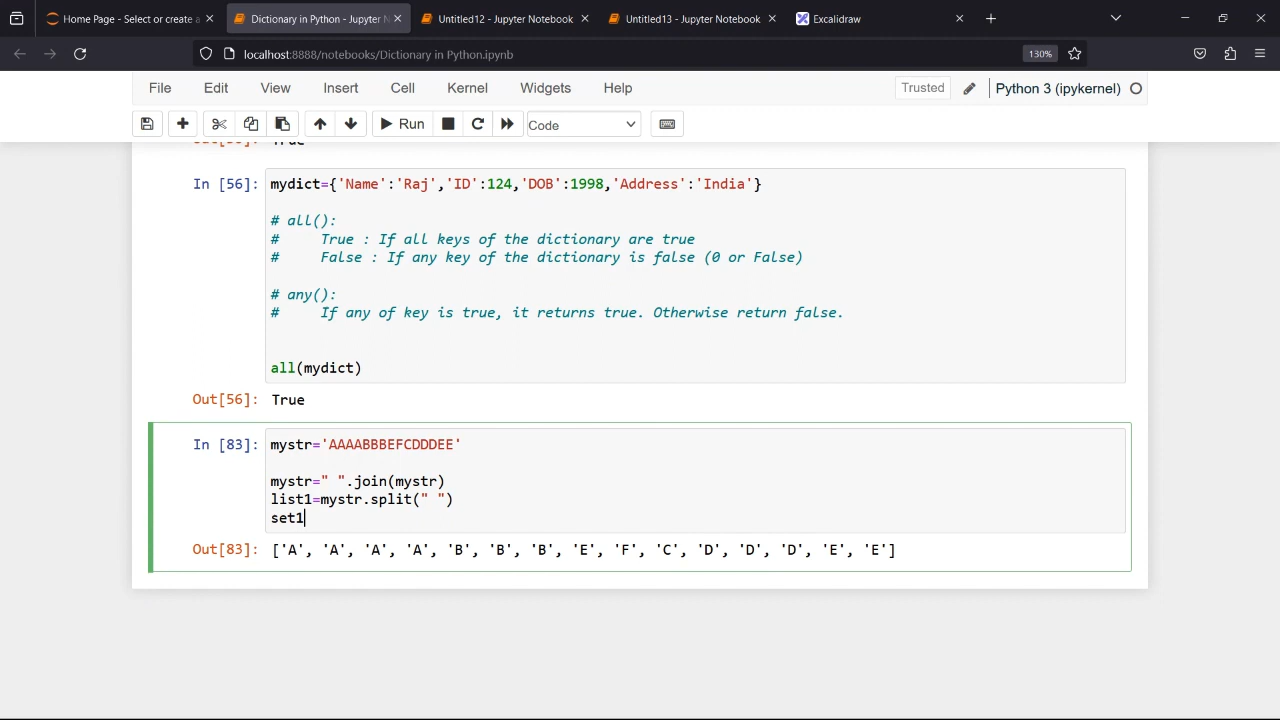 Home Page - Select or create a
Dictionary in Python - Jupyter N
Untitled12 - Jupyter Notebook
Untitled13 - Jupyter Notebook
Excalidraw
localhost:8888/notebooks/Dictionary in Python.ipynb
130%
File Edit View Insert Cell Kernel Widgets Help
Trusted
Python 3 (ipykernel)
Run
Code
In [56]: mydict={'Name':'Raj','ID':124,'DOB':1998,'Address':'India'}
# all():
#     True : If all keys of the dictionary are true
#     False : If any key of the dictionary is false (0 or False)
# any():
#     If any of key is true, it returns true. Otherwise return false.
all(mydict)
Out[56]: True
In [83]: mystr='AAAABBBEFCDDDEE'
mystr=" ".join(mystr)
list1=mystr.split(" ")
set1
Out[83]: ['A', 'A', 'A', 'A', 'B', 'B', 'B', 'E', 'F', 'C', 'D', 'D', 'D', 'E', 'E']